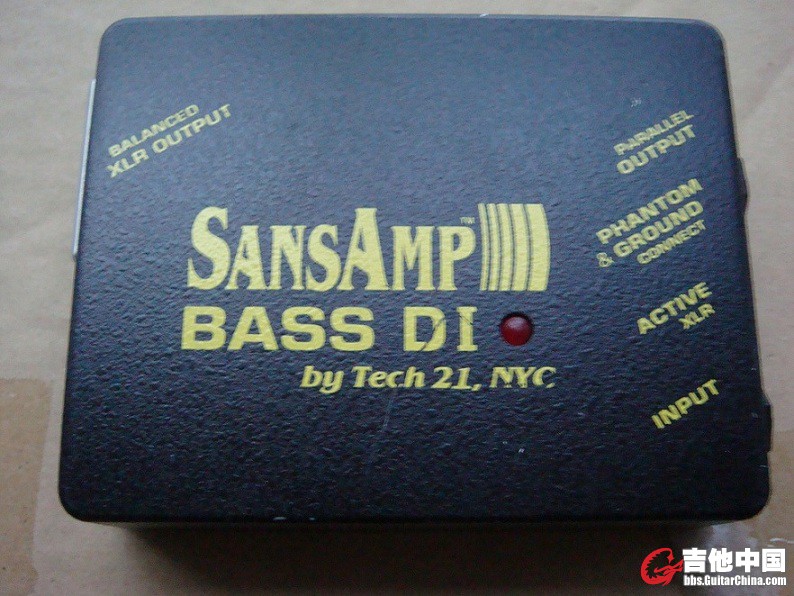 BALANCED
XLR OUTPUT
PARALLEL
OUTPUT
PHANTOM
& GROUND
CONNECT
SANSAMP™
BASS DI
ACTIVE
XLR
by Tech 21, NYC
INPUT
吉他中国
bbs.GuitarChina.com